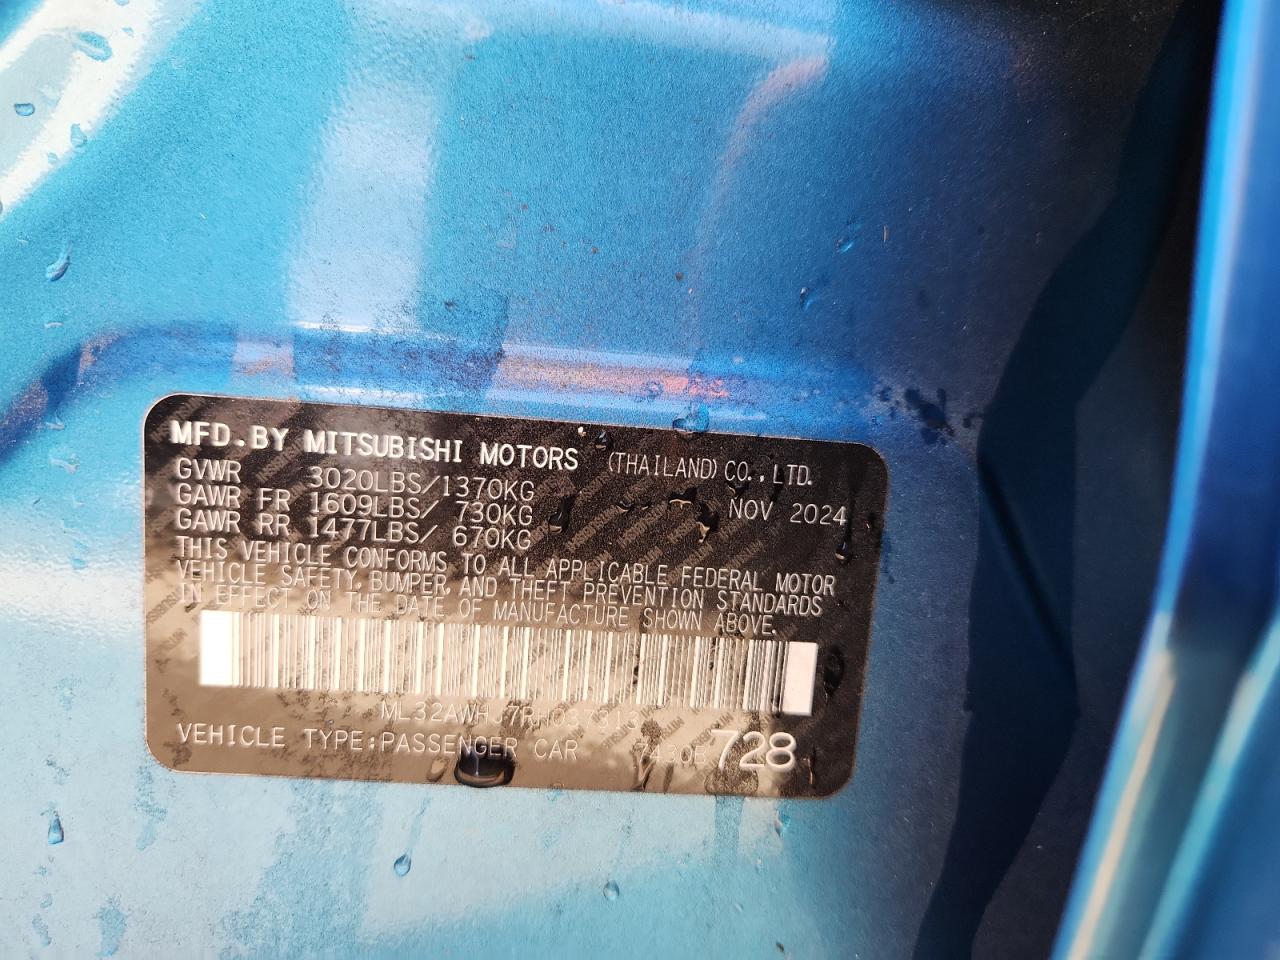 MFD.BY MITSUBISHI MOTORS (THAILAND) CO.,LTD.
GVWR 3020LBS/1370KG
NOV 2024
GAWR FR 1609LBS/ 730KG
GAWR RR 1477LBS/ 670KG
THIS VEHICLE CONFORMS TO ALL APPLICABLE FEDERAL MOTOR
VEHICLE SAFETY, BUMPER, AND THEFT PREVENTION STANDARDS
IN EFFECT ON THE DATE OF MANUFACTURE SHOWN ABOVE.
VEHICLE TYPE:PASSENGER CAR 7430B 728